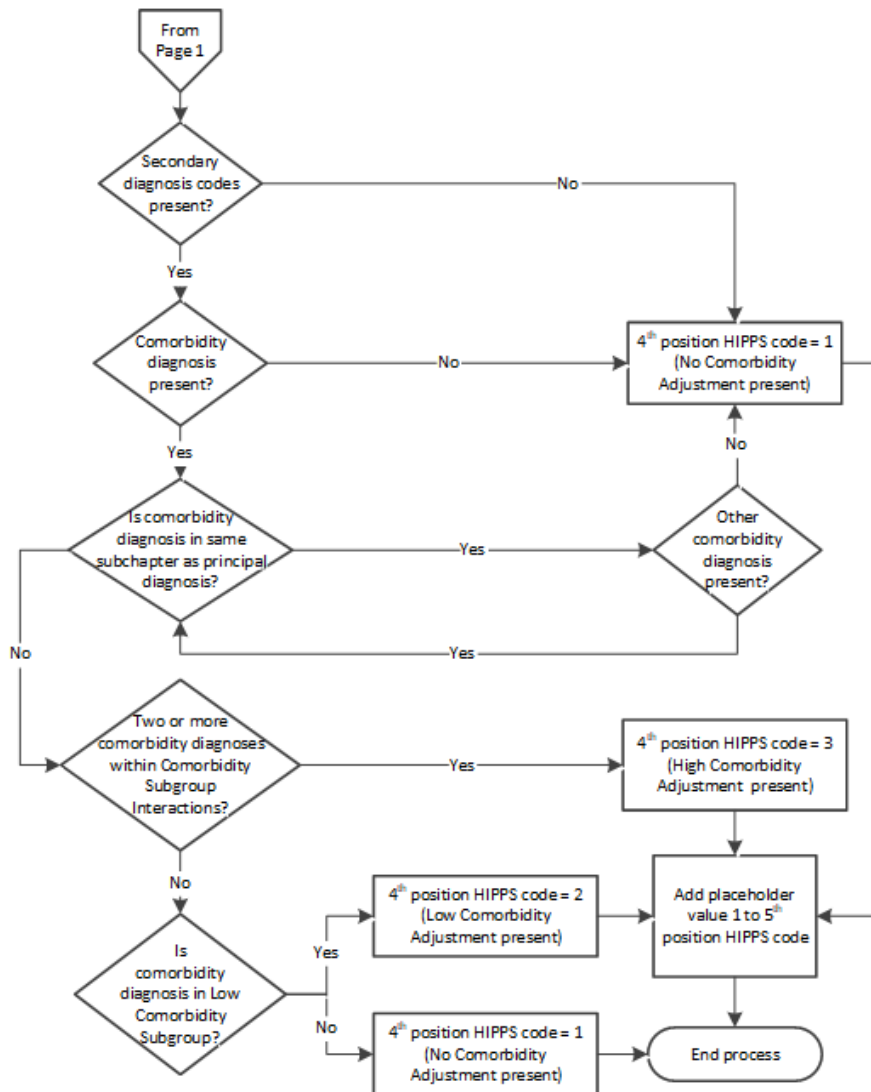 From
Page 1
Secondary
diagnosis codes
present?
No
Yes
Comorbidity
diagnosis
present?
No
4th position HIPPS code = 1
(No Comorbidity
Adjustment present)
Yes
No
Is comorbidity
diagnosis in same
subchapter as principal
diagnosis?
Yes
Other
comorbidity
diagnosis
present?
No
Yes
Two or more
comorbidity diagnoses
within Comorbidity
Subgroup
Interactions?
Yes
4th position HIPPS code = 3
(High Comorbidity
Adjustment present)
No
4th position HIPPS code = 2
(Low Comorbidity
Adjustment present)
Add placeholder
value 1 to 5th
position HIPPS code
Yes
Is
comorbidity
diagnosis in Low
Comorbidity
Subgroup?
No
4th position HIPPS code = 1
(No Comorbidity
Adjustment present)
End process